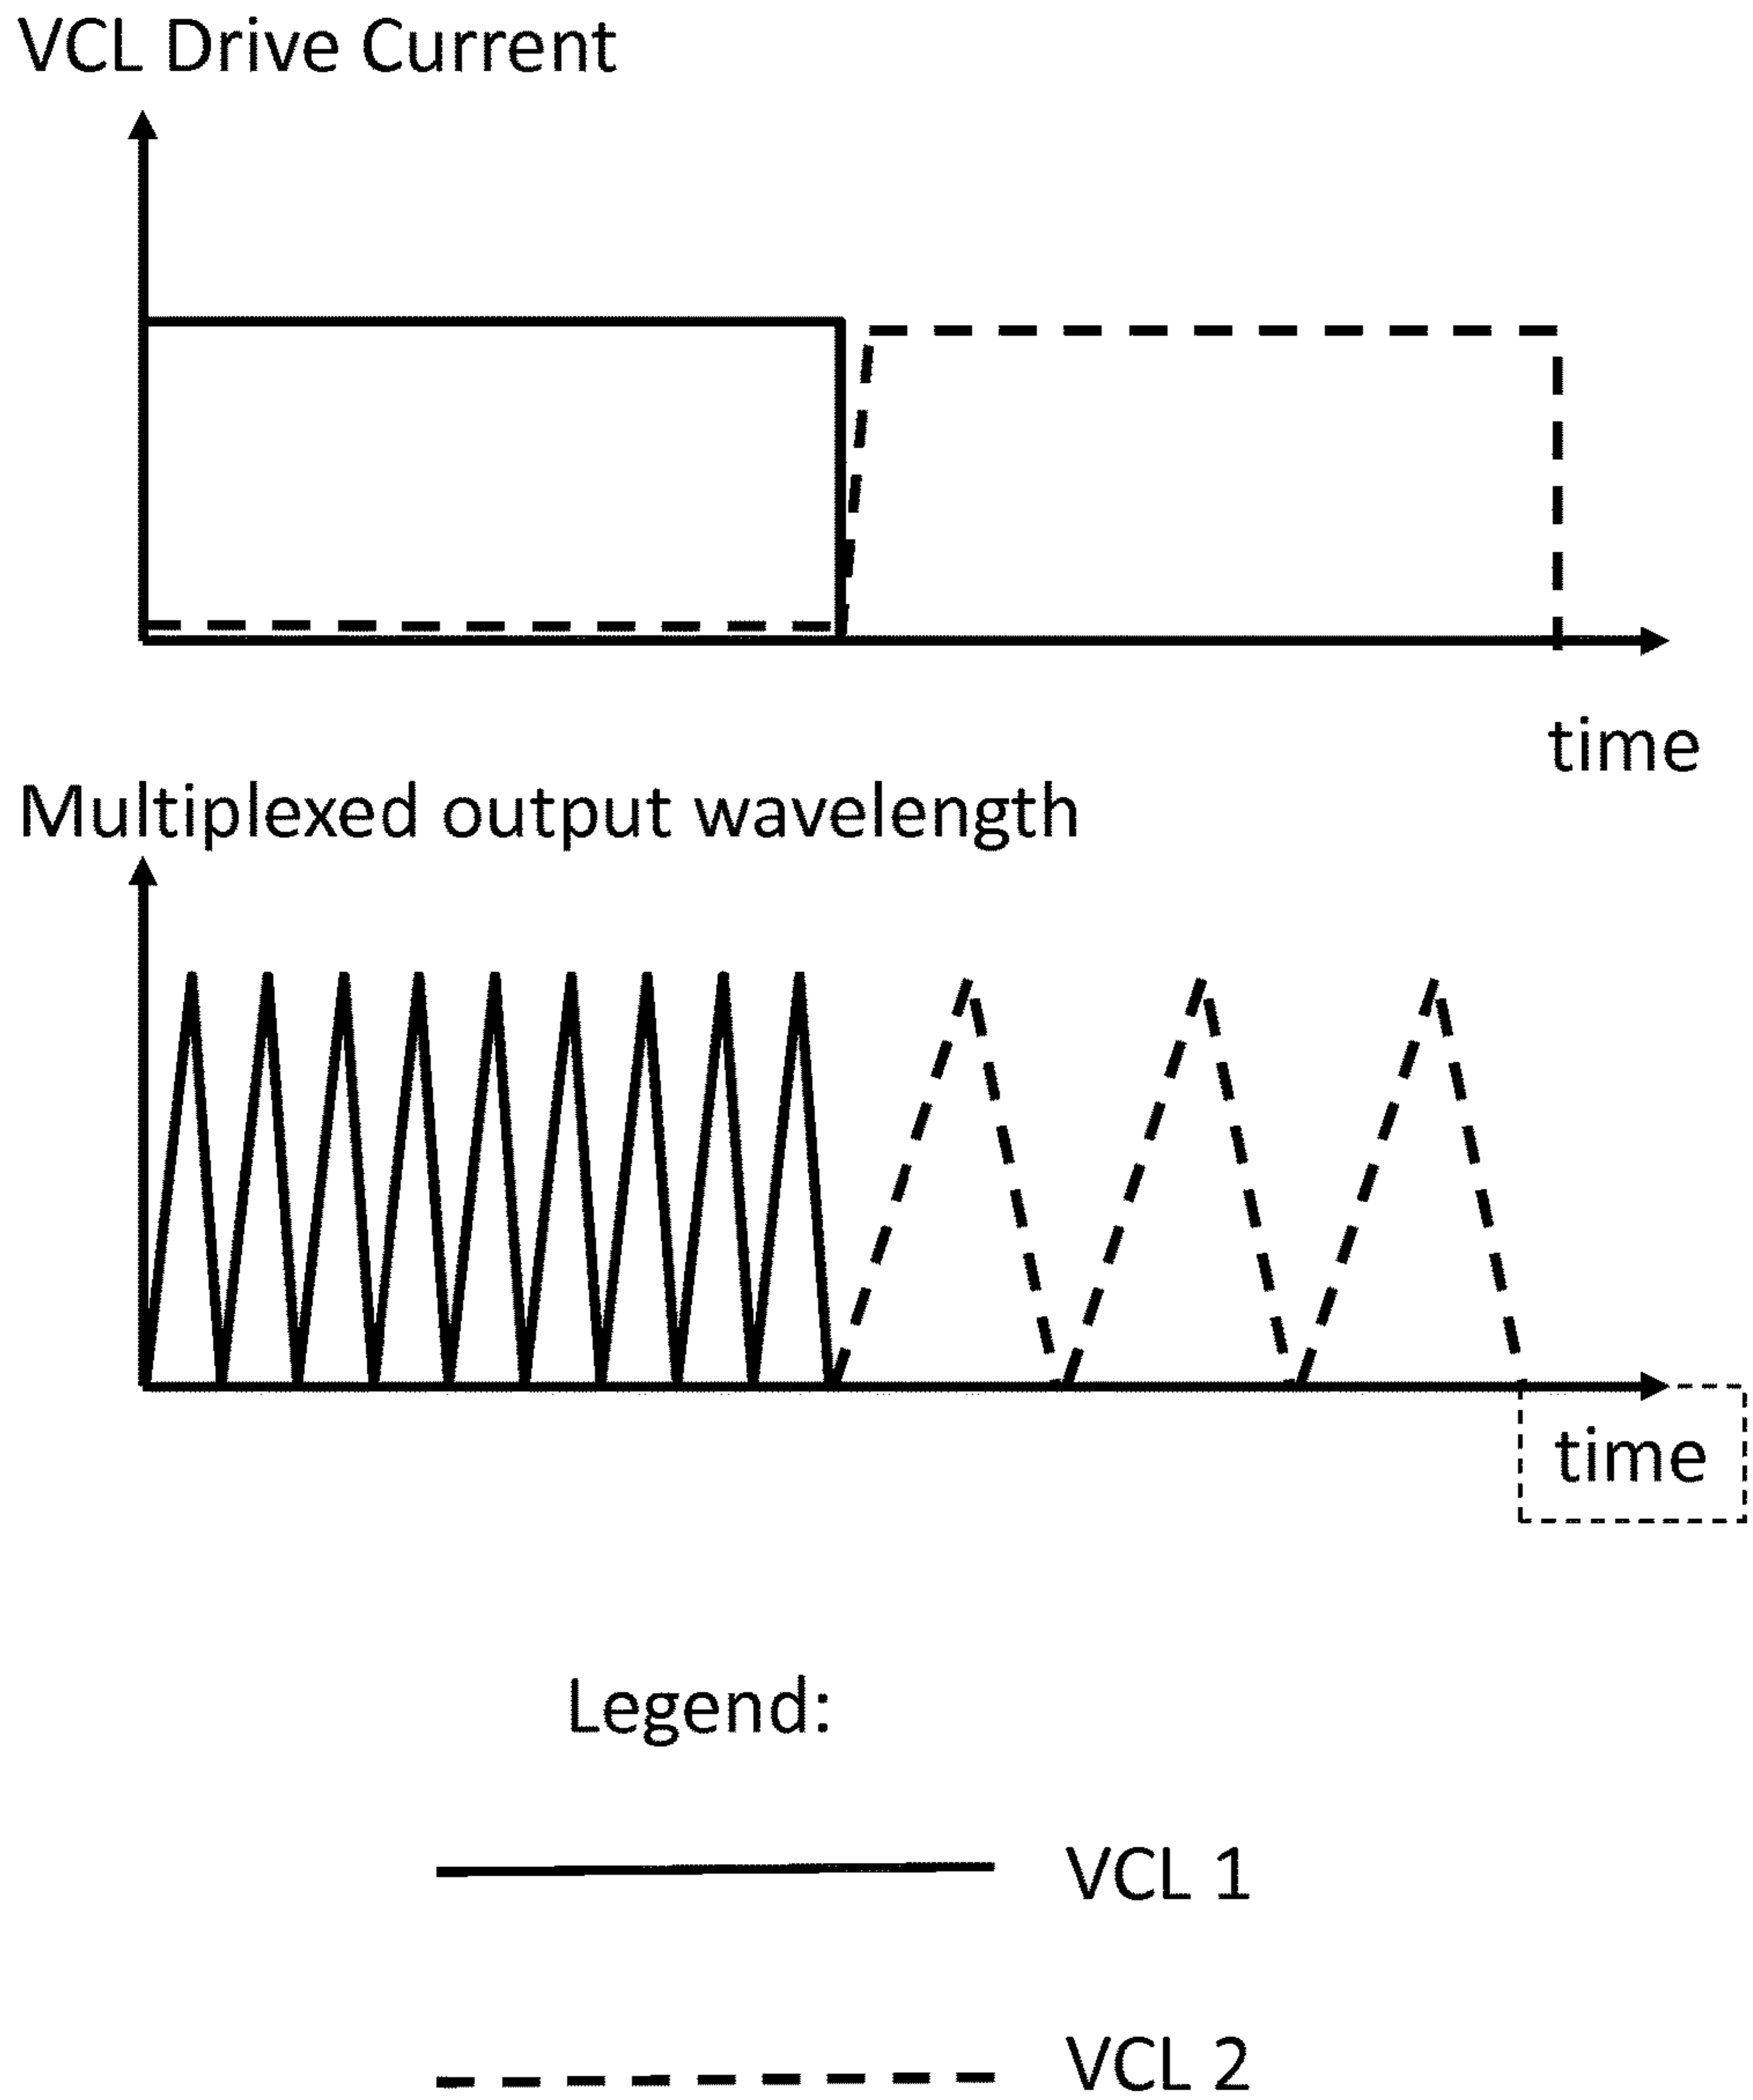 VCL Drive Current
time
Multiplexed output wavelength
time
Legend:
VCL 1
VCL 2